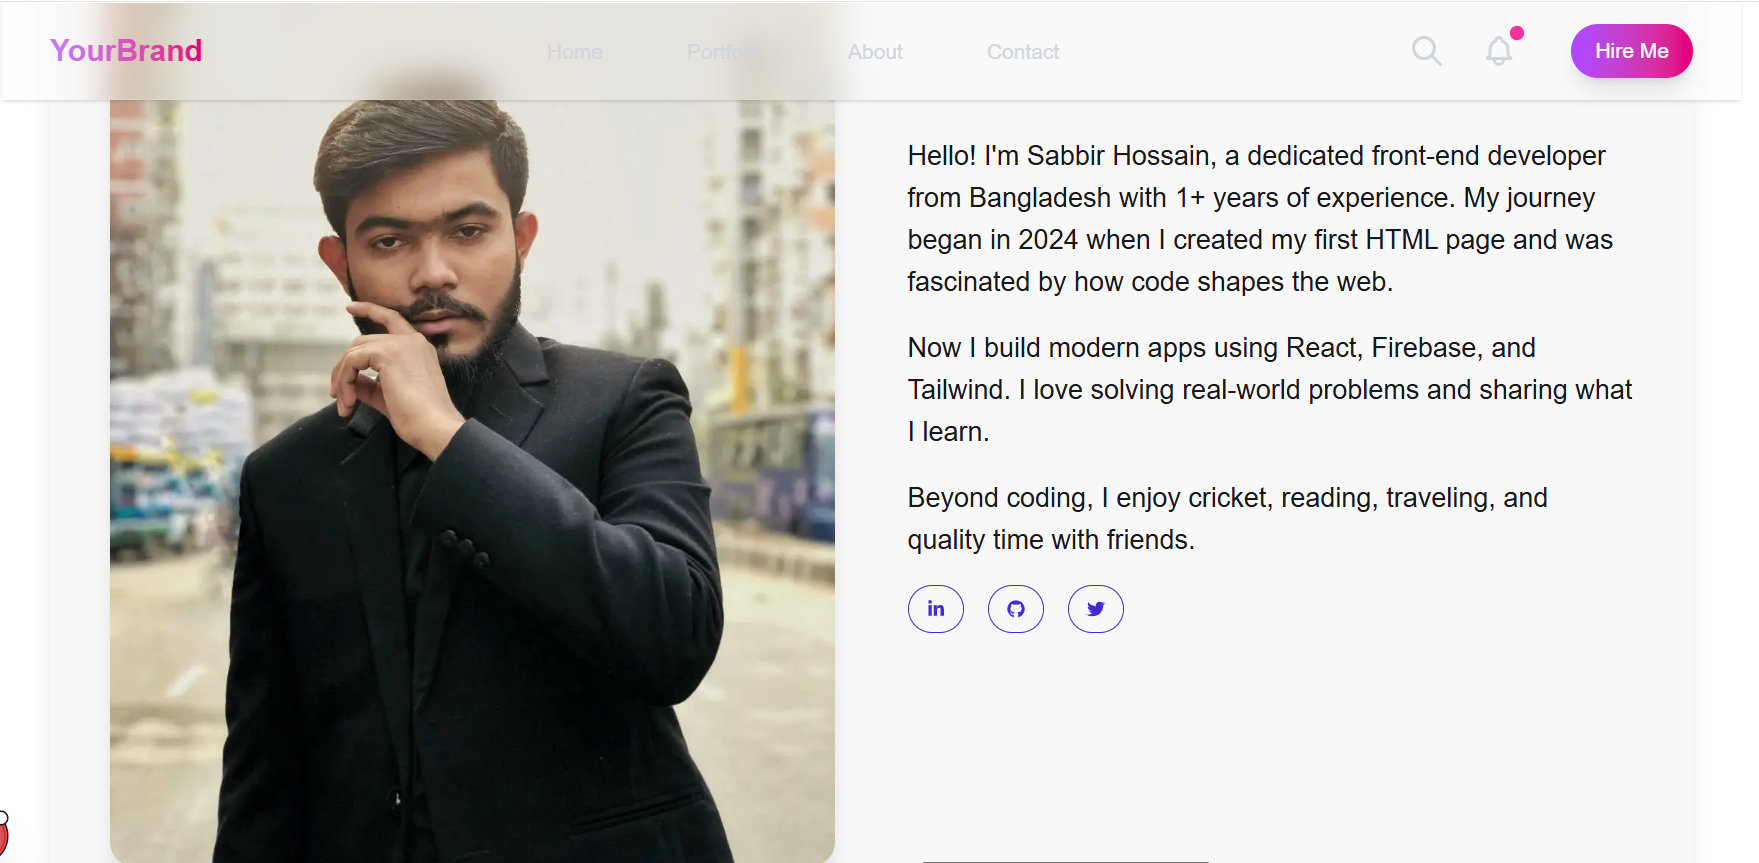 YourBrand
Home
Portfolio
About
Contact
Hire Me
Hello! I'm Sabbir Hossain, a dedicated front-end developer
from Bangladesh with 1+ years of experience. My journey
began in 2024 when I created my first HTML page and was
fascinated by how code shapes the web.
Now I build modern apps using React, Firebase, and
Tailwind. I love solving real-world problems and sharing what
I learn.
Beyond coding, I enjoy cricket, reading, traveling, and
quality time with friends.
in